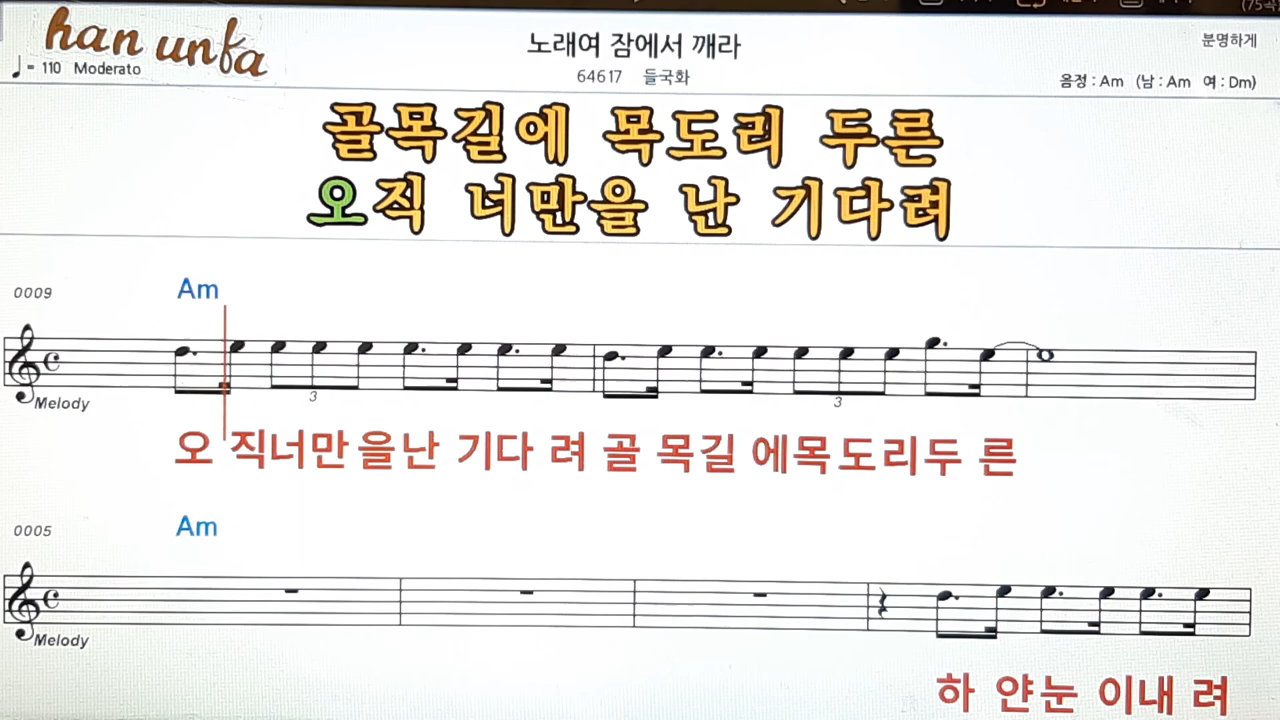 han unfa
노래여 잠에서 깨라
분명하게
♩= 110 Moderato
64617 들국화
음정 : Am (남 : Am 여 : Dm)
골목길에 목도리 두른
오직 너만을 난 기다려
0009
Am
3
3
Melody
오 직너만을난 기다 려 골 목길 에목도리두 른
0005
Am
Melody
하 얀눈 이내 려